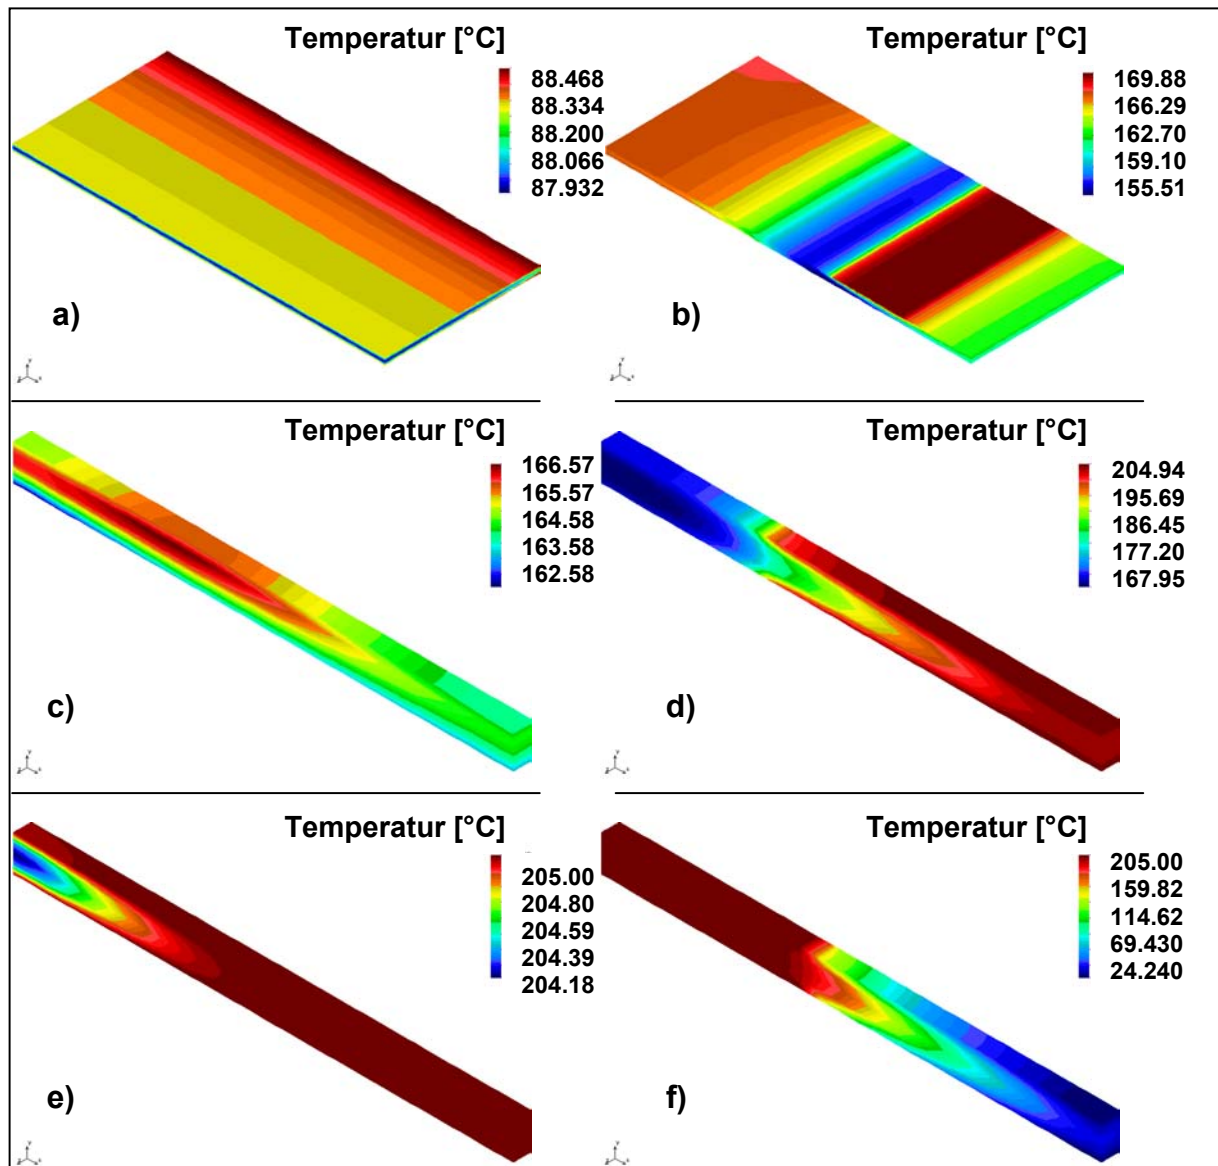 Temperatur [°C]
88.468
88.334
88.200
88.066
87.932
a)
Temperatur [°C]
169.88
166.29
162.70
159.10
155.51
b)
Temperatur [°C]
166.57
165.57
164.58
163.58
162.58
c)
Temperatur [°C]
204.94
195.69
186.45
177.20
167.95
d)
Temperatur [°C]
205.00
204.80
204.59
204.39
204.18
e)
Temperatur [°C]
205.00
159.82
114.62
69.430
24.240
f)